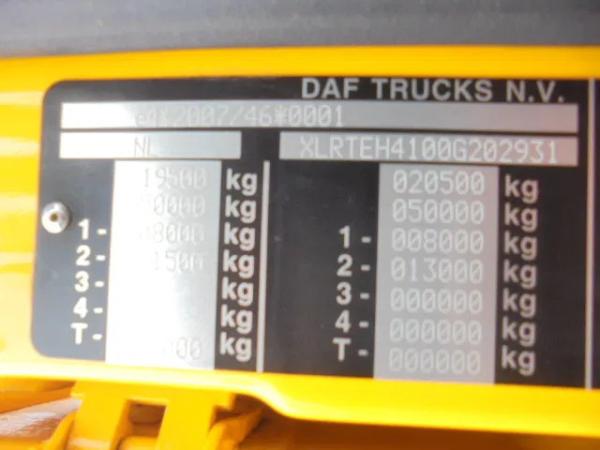 DAF TRUCKS N.V.
e4*2007/46*0001
NL XLRTEH4100G202931
kg 020500 kg
kg 050000 kg
1- kg 1- 008000 kg
2- kg 2- 013000 kg
3- kg 3- 000000 kg
4- kg 4- 000000 kg
T- kg T- 000000 kg